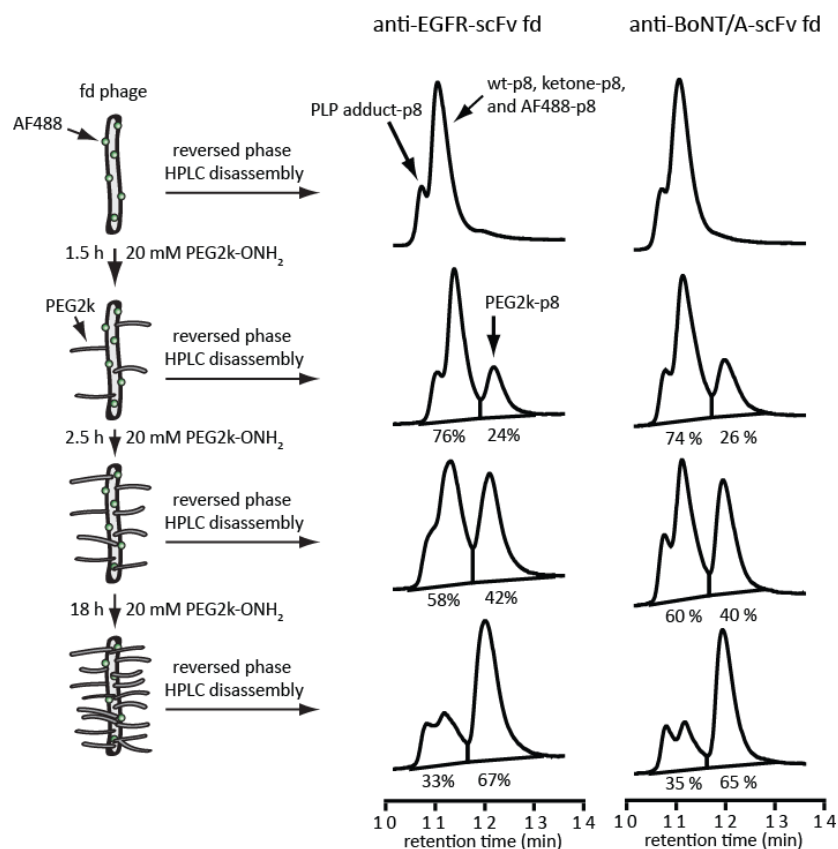 anti-EGFR-scFv fd
anti-BoNT/A-scFv fd
fd phage
AF488
reversed phase
HPLC disassembly
PLP adduct-p8
wt-p8, ketone-p8,
and AF488-p8
1.5 h 20 mM PEG2k-ONH2
PEG2k
reversed phase
HPLC disassembly
PEG2k-p8
76% 24%
74 % 26 %
2.5 h 20 mM PEG2k-ONH2
reversed phase
HPLC disassembly
58% 42%
60 % 40 %
18 h 20 mM PEG2k-ONH2
reversed phase
HPLC disassembly
33% 67%
35 % 65 %
10 11 12 13 14
retention time (min)
10 11 12 13 14
retention time (min)